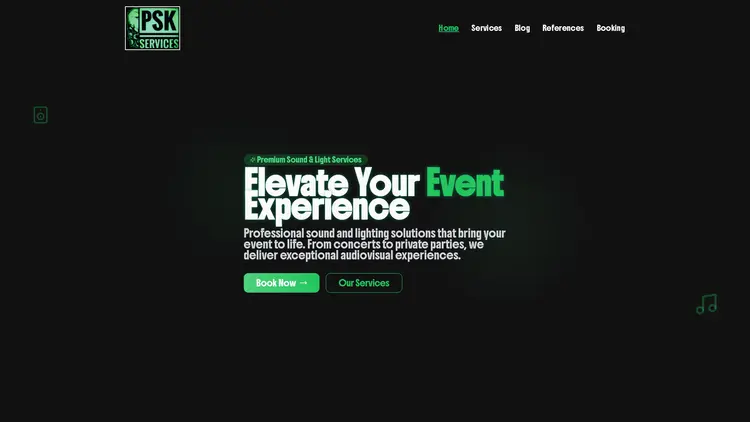 PSK
SERVICES
Home Services Blog References Booking
Premium Sound & Light Services
Elevate Your Event
Experience
Professional sound and lighting solutions that bring your
event to life. From concerts to private parties, we
deliver exceptional audiovisual experiences.
Book Now → Our Services